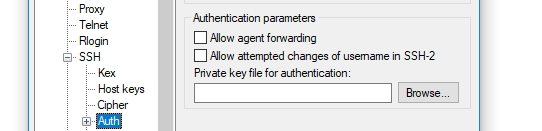 Proxy
Telnet
Rlogin
SSH
Kex
Host keys
Cipher
Auth
Authentication parameters
Allow agent forwarding
Allow attempted changes of username in SSH-2
Private key file for authentication:
Browse...